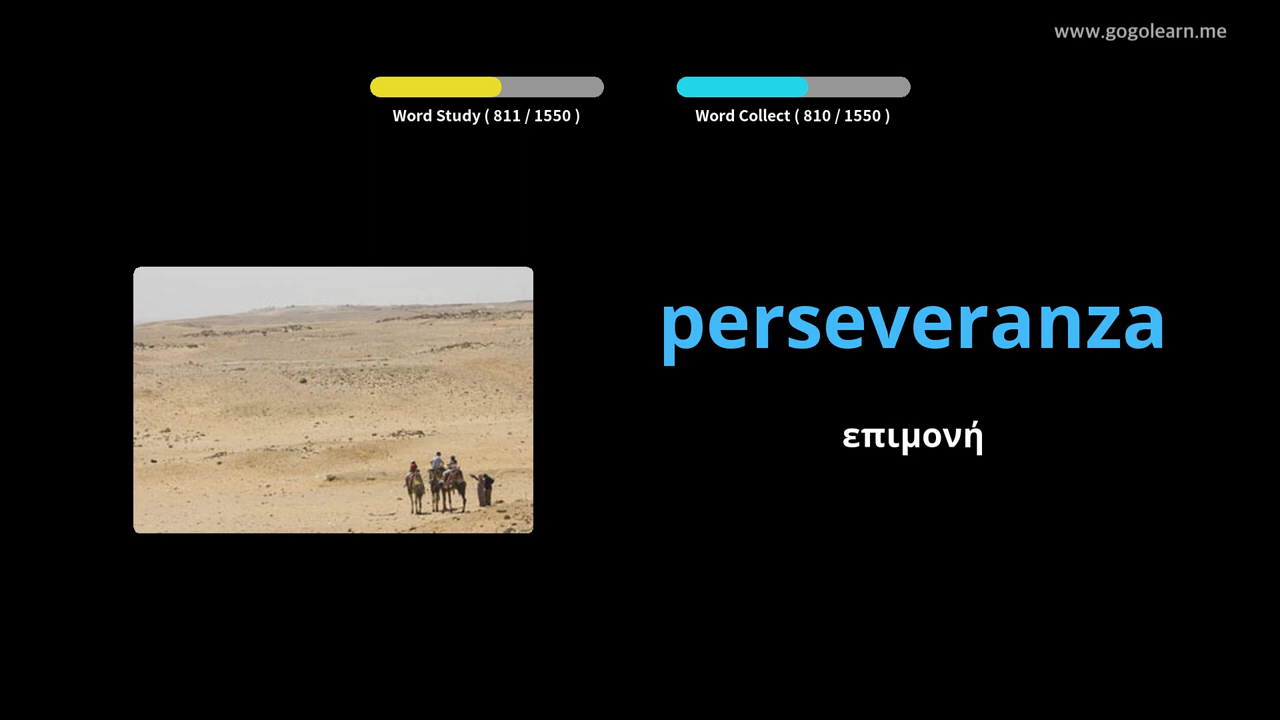 www.gogolearn.me
Word Study ( 811 / 1550 )
Word Collect ( 810 / 1550 )
perseveranza
επιμονή